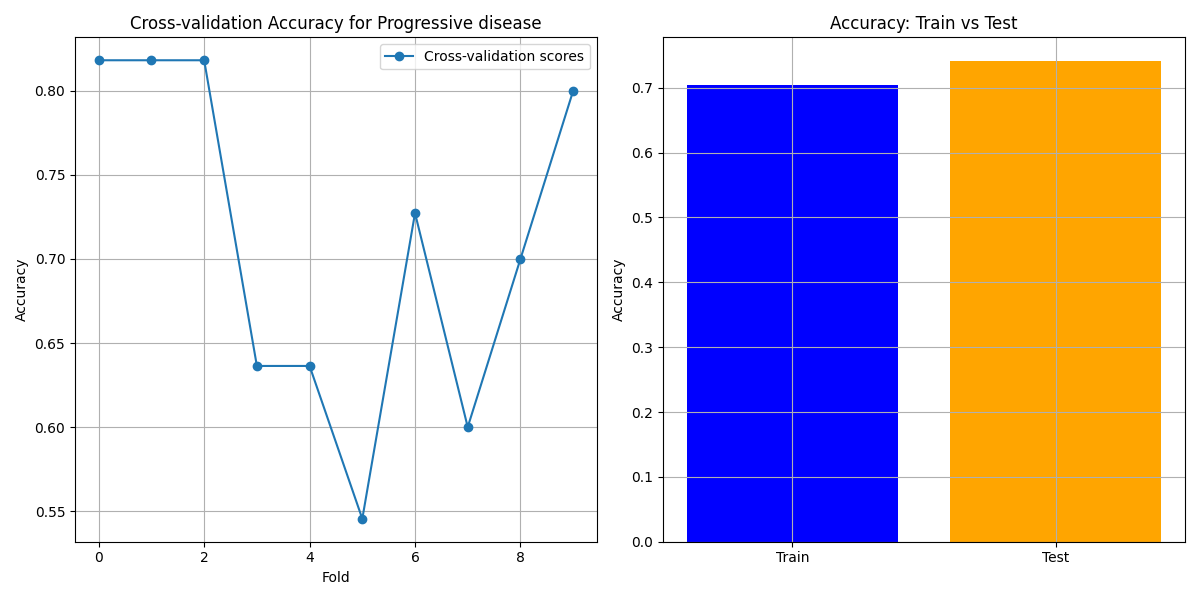 Cross-validation Accuracy for Progressive disease
Cross-validation scores
0.80
0.75
0.70
0.65
0.60
0.55
Accuracy
0 2 4 6 8
Fold
Accuracy: Train vs Test
0.7
0.6
0.5
0.4
0.3
0.2
0.1
0.0
Accuracy
Train Test